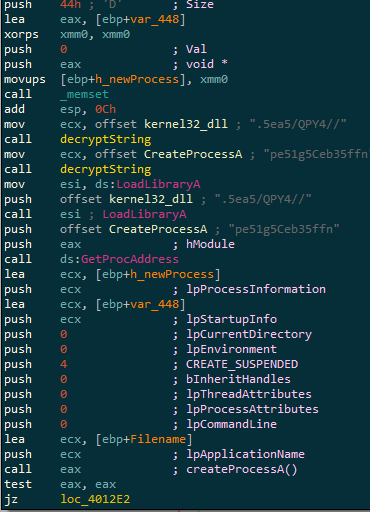 push    44h ; 'D'       ; Size
lea     eax, [ebp+var_448]
xorps   xmm0, xmm0
push    0               ; Val
push    eax             ; void *
movups  [ebp+h_newProcess], xmm0
call    _memset
add     esp, 0Ch
mov     ecx, offset kernel32_dll ; ".5ea5/QPY4//"
call    decryptString
mov     ecx, offset CreateProcessA ; "pe51g5Ceb35ffn"
call    decryptString
mov     esi, ds:LoadLibraryA
push    offset kernel32_dll ; ".5ea5/QPY4//"
call    esi ; LoadLibraryA
push    offset CreateProcessA ; "pe51g5Ceb35ffn"
push    eax             ; hModule
call    ds:GetProcAddress
lea     ecx, [ebp+h_newProcess]
push    ecx             ; lpProcessInformation
lea     ecx, [ebp+var_448]
push    ecx             ; lpStartupInfo
push    0               ; lpCurrentDirectory
push    0               ; lpEnvironment
push    4               ; CREATE_SUSPENDED
push    0               ; bInheritHandles
push    0               ; lpThreadAttributes
push    0               ; lpProcessAttributes
push    0               ; lpCommandLine
lea     ecx, [ebp+Filename]
push    ecx             ; lpApplicationName
call    eax             ; createProcessA()
test    eax, eax
jz      loc_4012E2